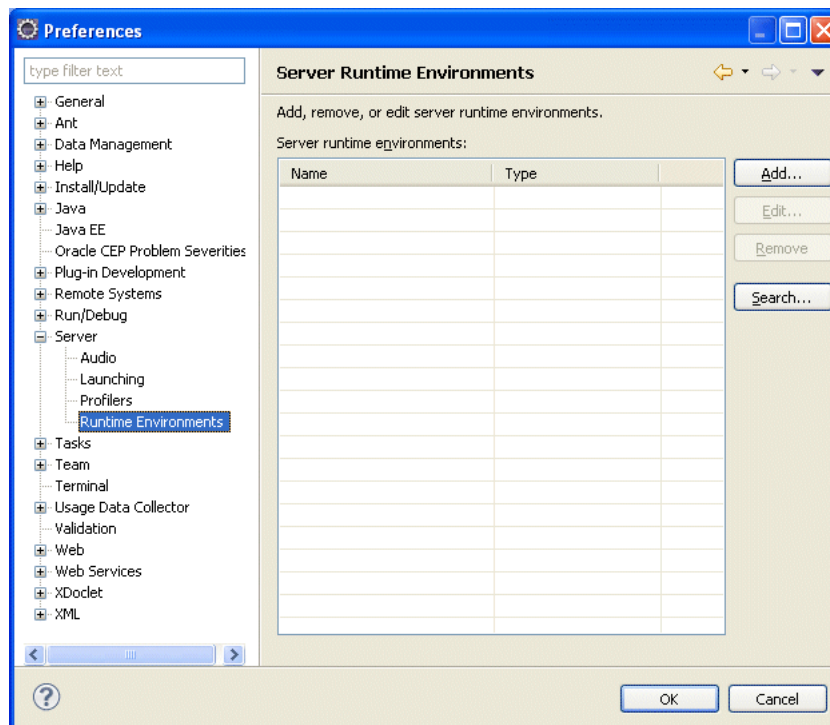 Preferences
type filter text
Server Runtime Environments
General
Ant
Data Management
Help
Install/Update
Java
Java EE
Oracle CEP Problem Severities
Plug-in Development
Remote Systems
Run/Debug
Server
Audio
Launching
Profilers
Runtime Environments
Tasks
Team
Terminal
Usage Data Collector
Validation
Web
Web Services
XDoclet
XML
Add, remove, or edit server runtime environments.
Server runtime environments:
Name Type
Add...
Edit...
Remove
Search...
?
OK Cancel